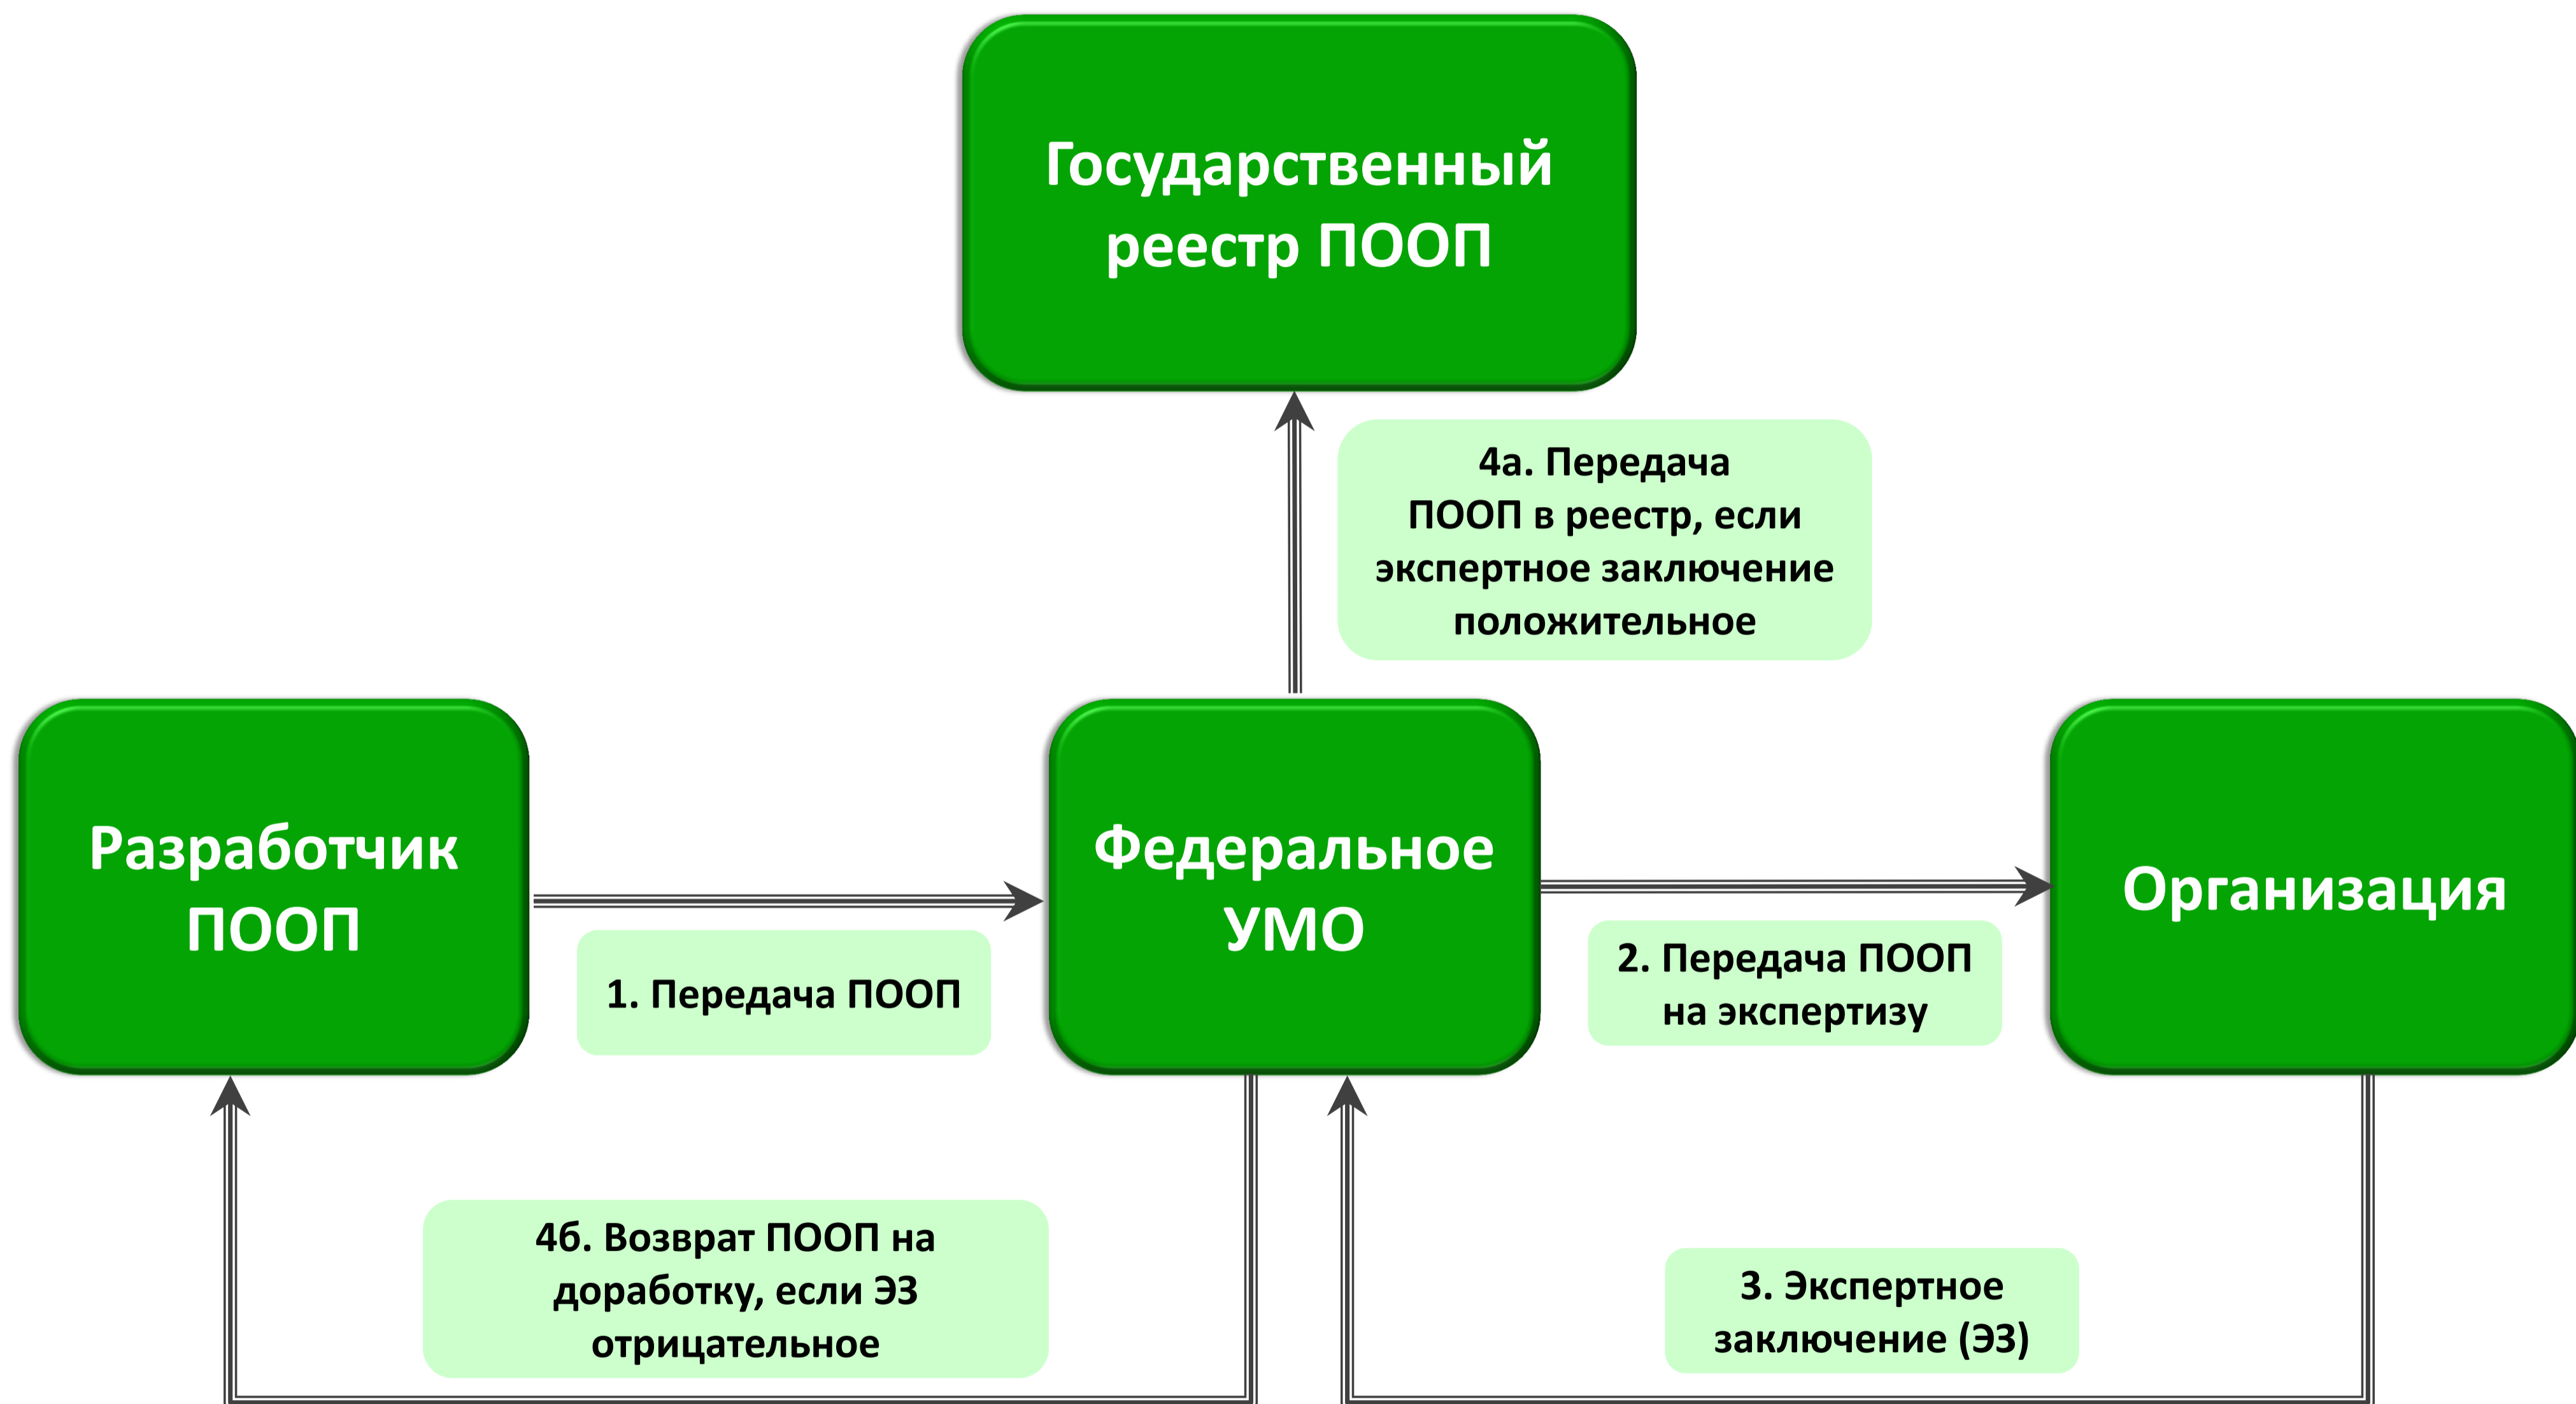 Государственный
реестр ПООП
4а. Передача
ПООП в реестр, если
экспертное заключение
положительное
Разработчик
ПООП
1. Передача ПООП
Федеральное
УМО
2. Передача ПООП
на экспертизу
Организация
4б. Возврат ПООП на
доработку, если ЭЗ
отрицательное
3. Экспертное
заключение (ЭЗ)